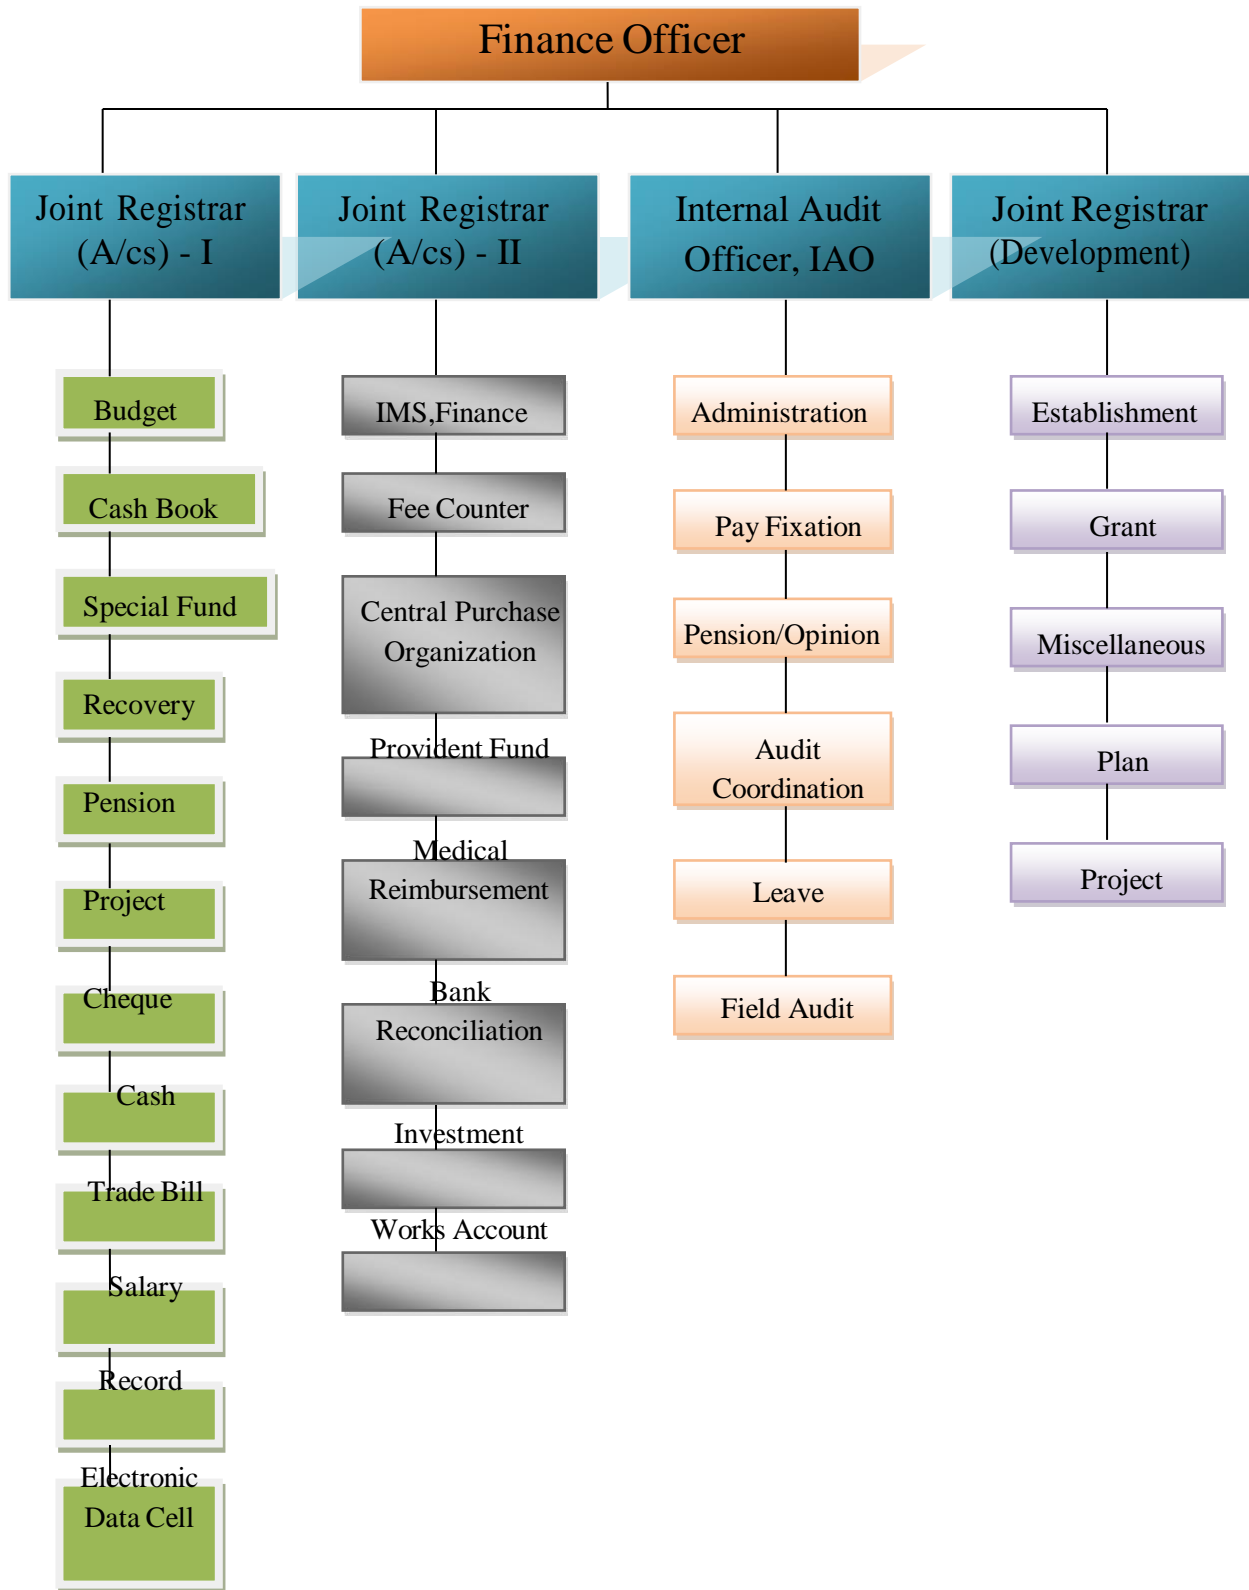 Finance Officer
Joint Registrar
(A/cs) - I
Joint Registrar
(A/cs) - II
Internal Audit
Officer, IAO
Joint Registrar
(Development)
Budget
Cash Book
Special Fund
Recovery
Pension
Project
Cheque
Cash
Trade Bill
Salary
Record
Electronic
Data Cell
IMS,Finance
Fee Counter
Central Purchase
Organization
Provident Fund
Medical
Reimbursement
Bank
Reconciliation
Investment
Works Account
Administration
Pay Fixation
Pension/Opinion
Audit
Coordination
Leave
Field Audit
Establishment
Grant
Miscellaneous
Plan
Project